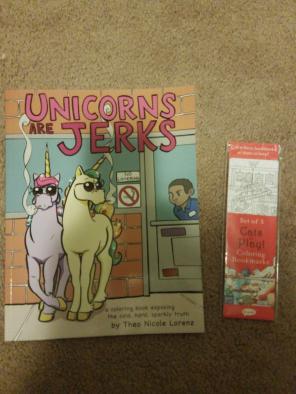 UNICORNS
ARE JERKS
NO
a coloring book exposing
the cold, hard, sparkly truth
by Theo Nicole Lorenz
Set of 5
Cats
Play!
Coloring
Bookmarks